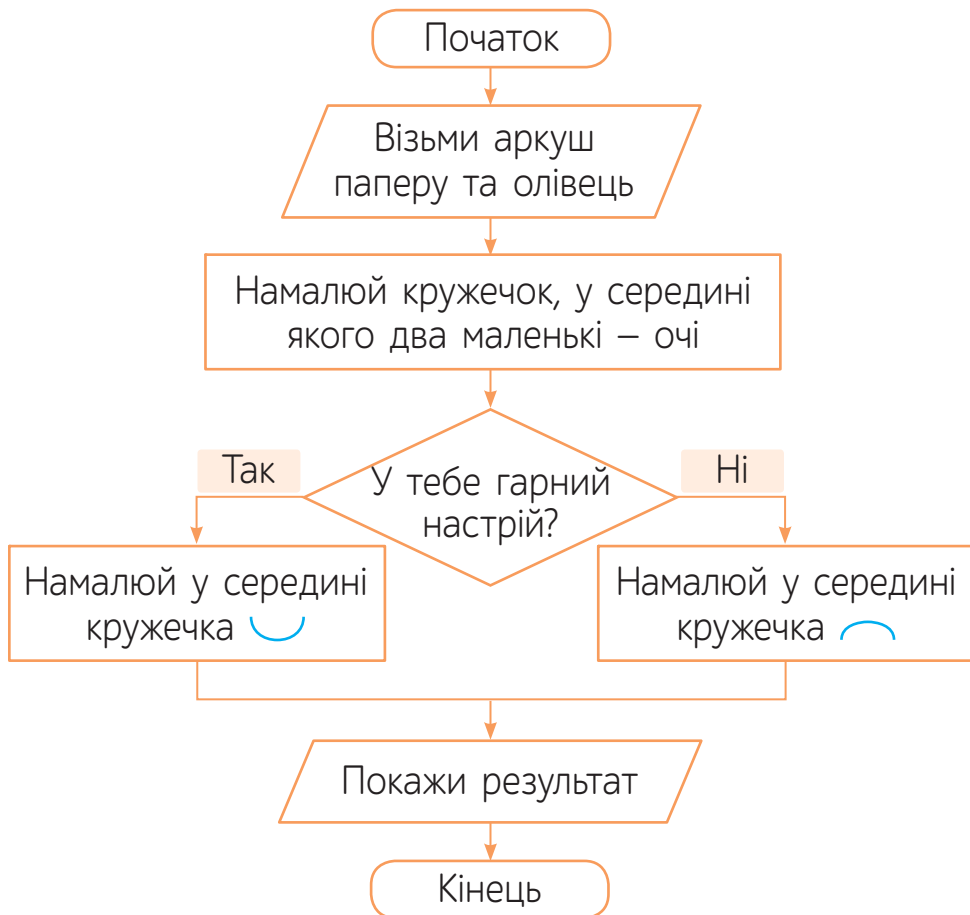 Початок
Візьми аркуш
паперу та олівець
Намалюй кружечок, у середині
якого два маленькі – очі
У тебе гарний
настрій?
Так
Ні
Намалюй у середині
кружечка
Намалюй у середині
кружечка
Покажи результат
Кінець